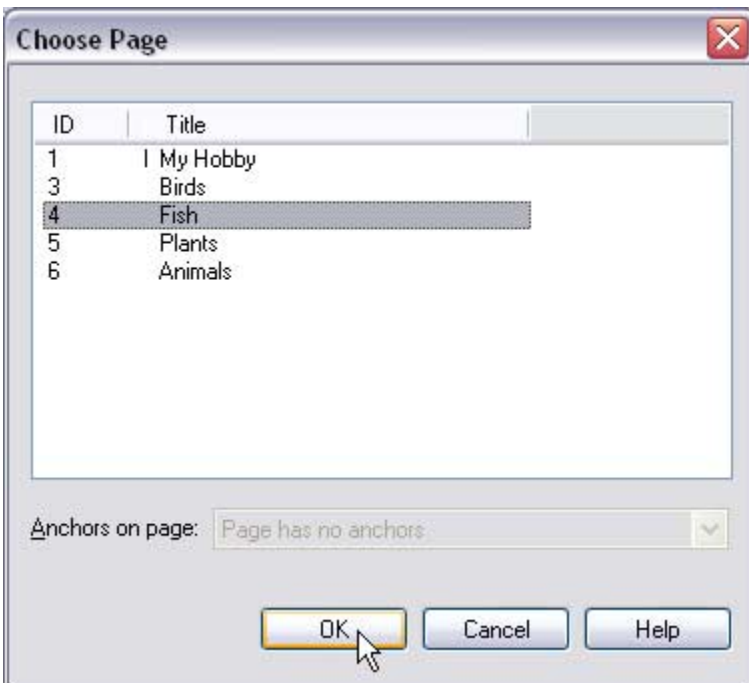 Choose Page
ID Title
1 I My Hobby
3 Birds
4 Fish
5 Plants
6 Animals
Anchors on page: Page has no anchors
OK Cancel Help